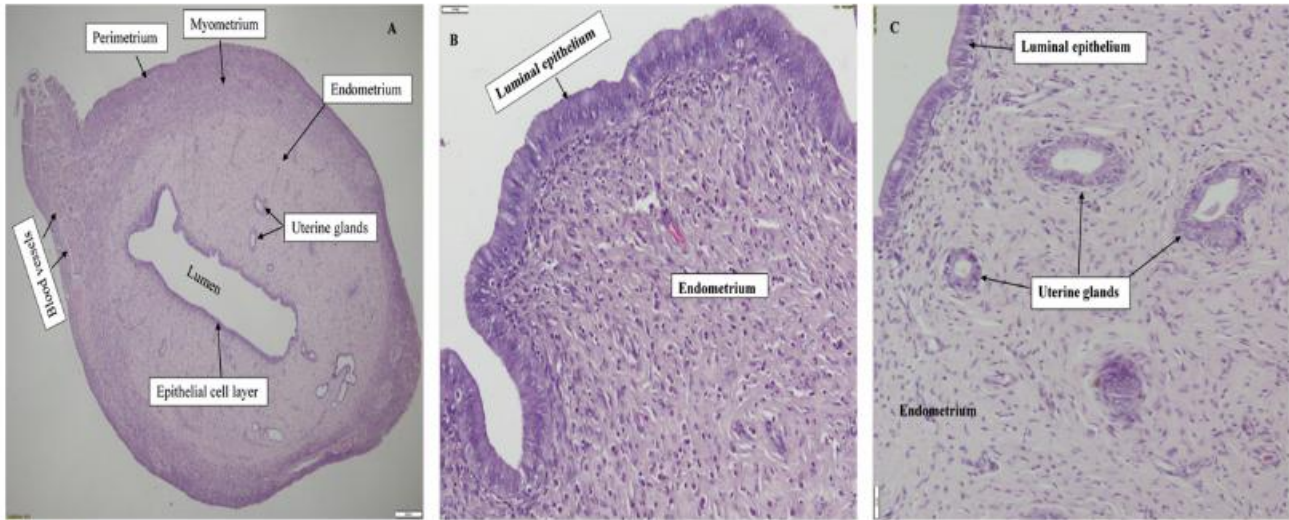 A
Myometrium
Perimetrium
Endometrium
Uterine glands
Blood vessels
Lumen
Epithelial cell layer
B
Luminal epithelium
Endometrium
C
Luminal epithelium
Uterine glands
Endometrium